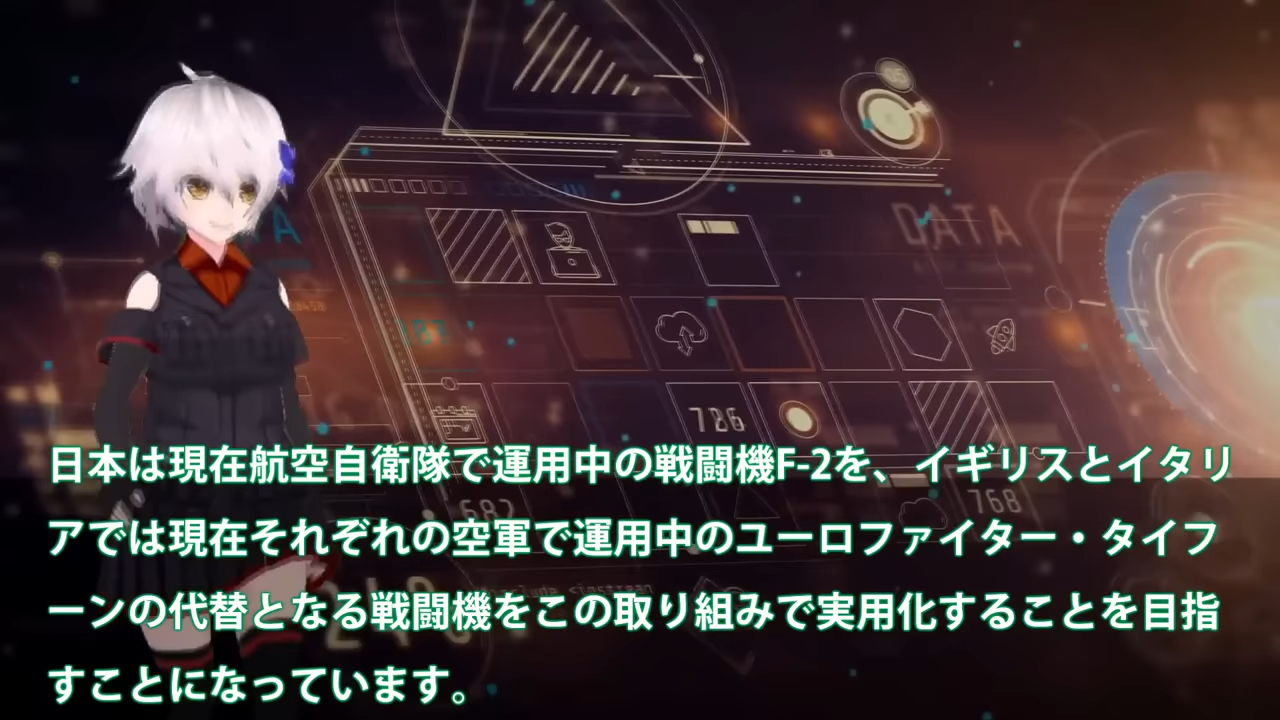 DATA
786
768
682
日本は現在航空自衛隊で運用中の戦闘機F-2を、イギリスとイタリ
アでは現在それぞれの空軍で運用中のユーロファイター・タイフ
ーンの代替となる戦闘機をこの取り組みで実用化することを目指
すことになっています。